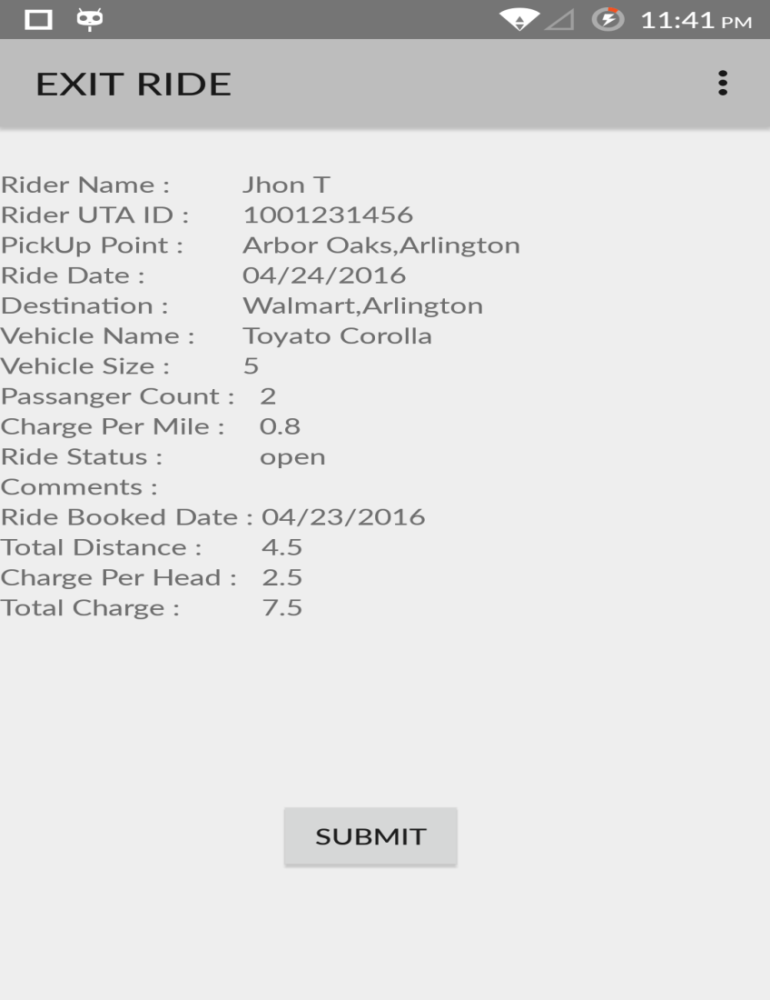 11:41 PM
EXIT RIDE
Rider Name : Jhon T
Rider UTA ID : 1001231456
PickUp Point : Arbor Oaks,Arlington
Ride Date : 04/24/2016
Destination : Walmart,Arlington
Vehicle Name : Toyato Corolla
Vehicle Size : 5
Passanger Count : 2
Charge Per Mile : 0.8
Ride Status : open
Comments :
Ride Booked Date : 04/23/2016
Total Distance : 4.5
Charge Per Head : 2.5
Total Charge : 7.5
SUBMIT